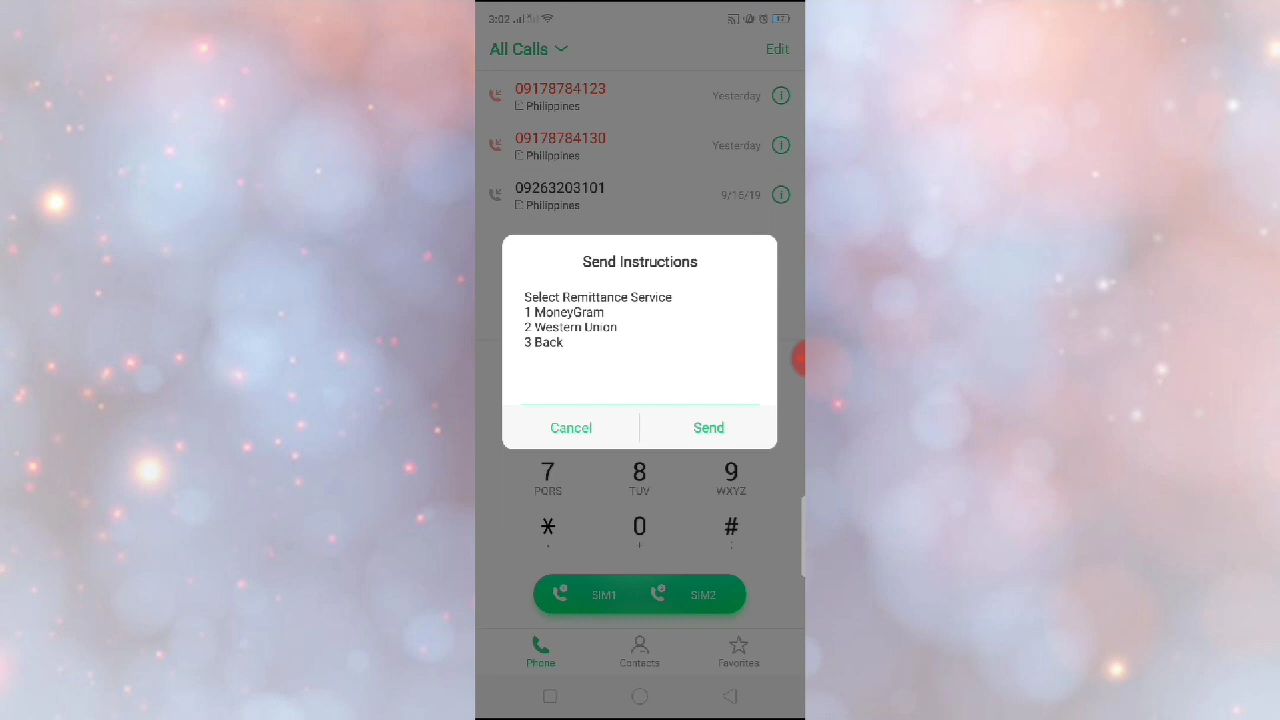 3:02
All Calls
Edit
09178784123
Philippines
Yesterday
09178784130
Philippines
Yesterday
09263203101
Philippines
9/15/19
Send Instructions
Select Remittance Service
1 MoneyGram
2 Western Union
3 Back
Cancel
Send
7
8
9
PQRS
TUV
WXYZ
*
0
#
,
+
;
SIM1
SIM2
Phone
Contacts
Favorites